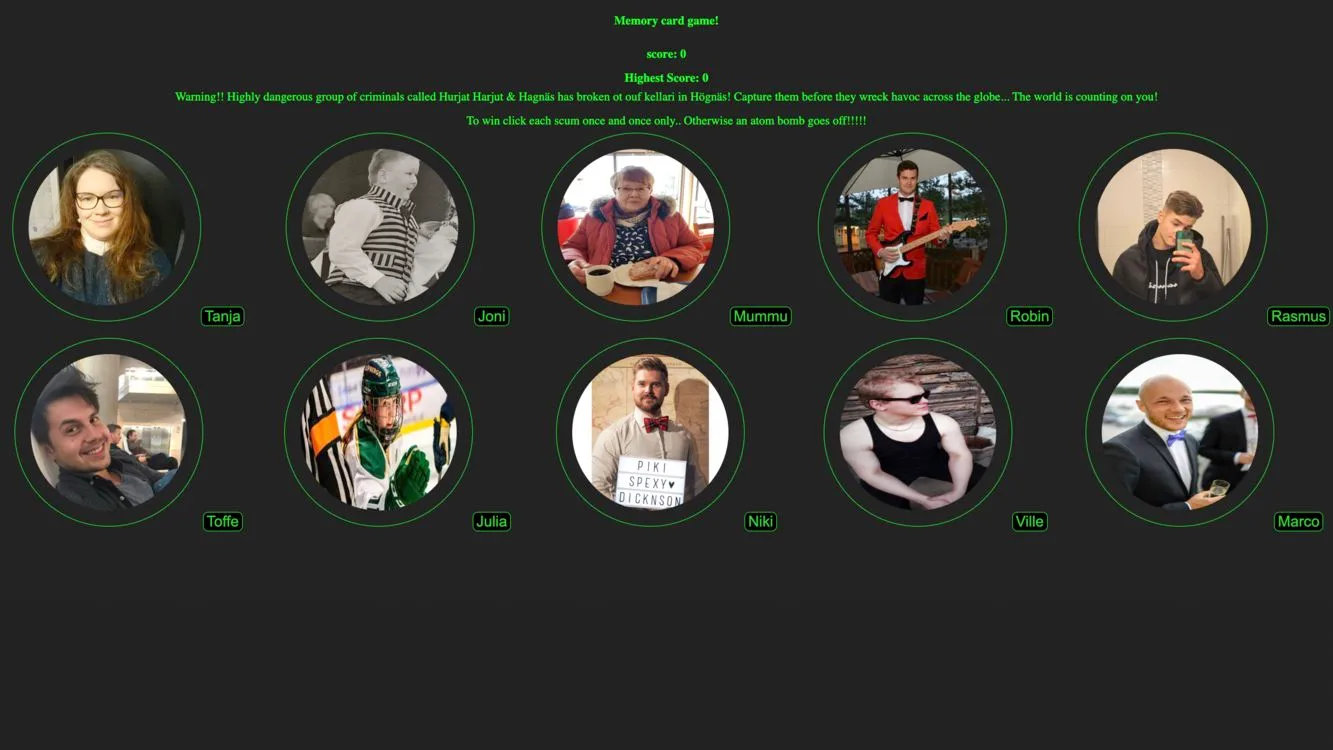 Memory card game!
score: 0
Highest Score: 0
Warning!! Highly dangerous group of criminals called Hurjat Harjut & Hagnäs has broken ot ouf kellari in Högnäs! Capture them before they wreck havoc across the globe... The world is counting on you!
To win click each scum once and once only.. Otherwise an atom bomb goes off!!!!!
Tanja
Joni
Mummu
Robin
Rasmus
PIKI
SPEXY♥
DICKNSON
Toffe
Julia
Niki
Ville
Marco